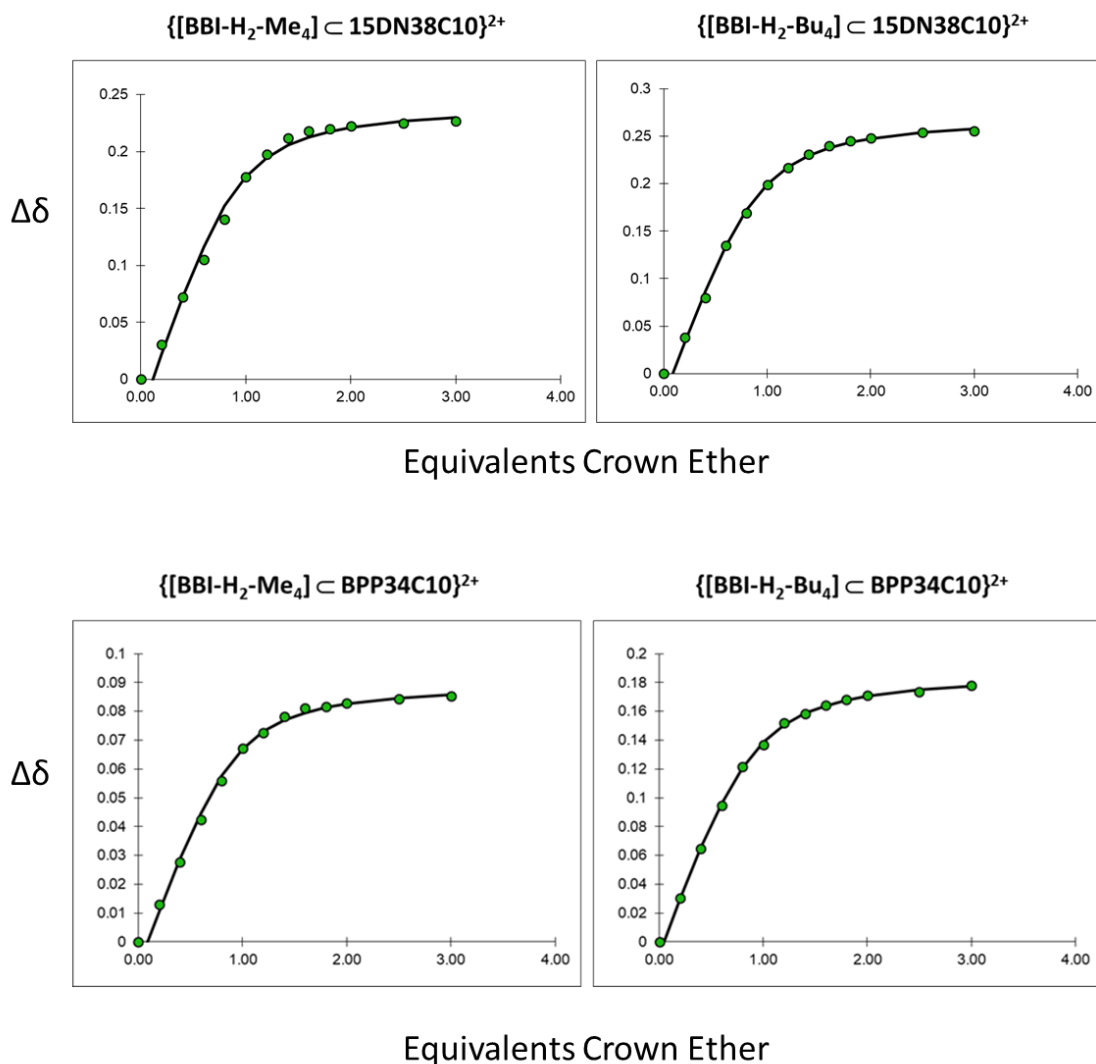 {[BBI-H₂-Me₄] ⊂ 15DN38C10}²⁺ {[BBI-H₂-Bu₄] ⊂ 15DN38C10}²⁺
0.25 0.3
0.2 0.25
0.15 0.2
Δδ 0.15
0.1 0.1
0.05 0.05
0 0
0.00 1.00 2.00 3.00 4.00 0.00 1.00 2.00 3.00 4.00
Equivalents Crown Ether
{[BBI-H₂-Me₄] ⊂ BPP34C10}²⁺ {[BBI-H₂-Bu₄] ⊂ BPP34C10}²⁺
0.1 0.2
0.09 0.18
0.08 0.16
0.07 0.14
Δδ 0.06 0.12
0.05 0.1
0.04 0.08
0.03 0.06
0.02 0.04
0.01 0.02
0 0
0.00 1.00 2.00 3.00 4.00 0.00 1.00 2.00 3.00 4.00
Equivalents Crown Ether